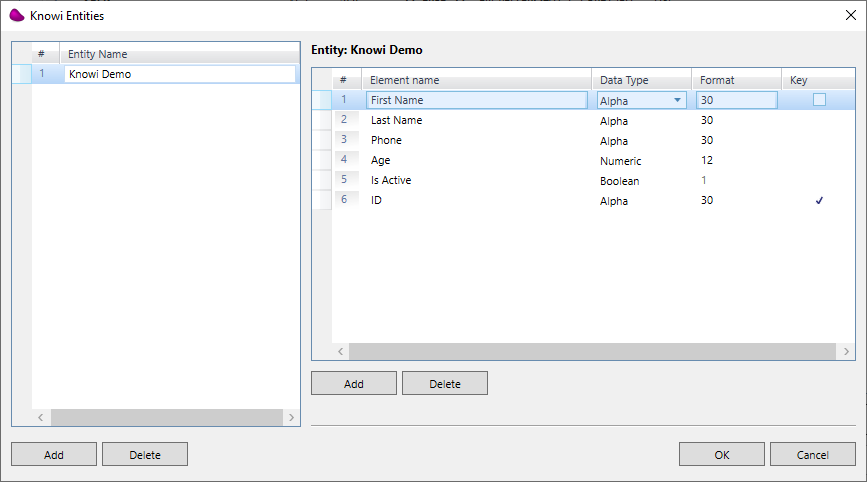 Knowi Entities
# Entity Name
1 Knowi Demo
Entity: Knowi Demo
# Element name Data Type Format Key
1 First Name Alpha 30
2 Last Name Alpha 30
3 Phone Alpha 30
4 Age Numeric 12
5 Is Active Boolean 1
6 ID Alpha 30 ✓
Add Delete
Add Delete
OK Cancel